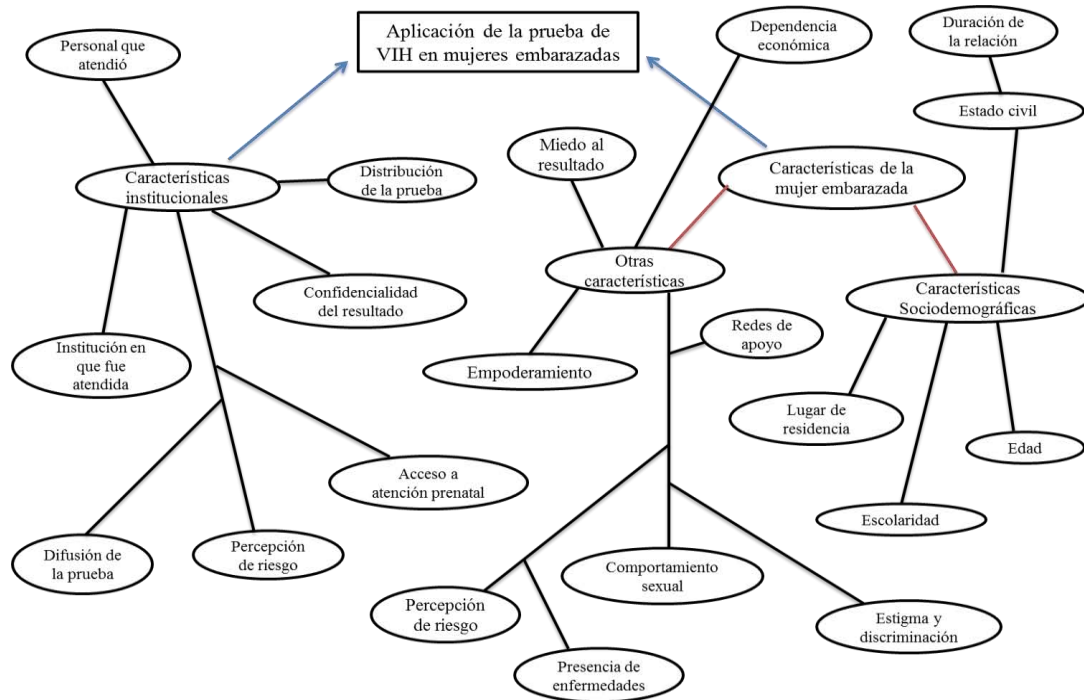 Personal que
atendió
Aplicación de la prueba de
VIH en mujeres embarazadas
Dependencia
económica
Duración de
la relación
Estado civil
Miedo al
resultado
Características de la
mujer embarazada
Características
institucionales
Distribución
de la prueba
Otras
características
Confidencialidad
del resultado
Características
Sociodemográficas
Redes de
apoyo
Institución en
que fue
atendida
Empoderamiento
Lugar de
residencia
Edad
Acceso a
atención prenatal
Escolaridad
Difusión de
la prueba
Percepción
de riesgo
Comportamiento
sexual
Percepción
de riesgo
Estigma y
discriminación
Presencia de
enfermedades